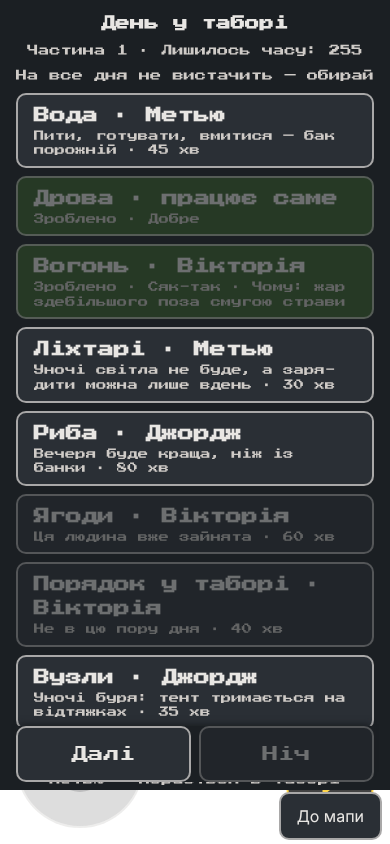 День у таборі
Частина 1 · Лишилось часу: 255
На все дня не вистачить — обирай
Вода · Метью
Пити, готувати, вмитися — бак
порожній · 45 хв
Дрова · працює саме
Зроблено · Добре
Вогонь · Вікторія
Зроблено · Сяк-так · Чому: жар
здебільшого поза смугою страви
Ліхтарі · Метью
Уночі світла не буде, а заря-
дити можна лише вдень · 30 хв
Риба · Джордж
Вечеря буде краща, ніж із
банки · 80 хв
Ягоди · Вікторія
Ця людина вже зайнята · 60 хв
Порядок у таборі ·
Вікторія
Не в цю пору дня · 40 хв
Вузли · Джордж
Уночі буря: тент тримається на
відтяжках · 35 хв
Далі
Ніч
До мапи